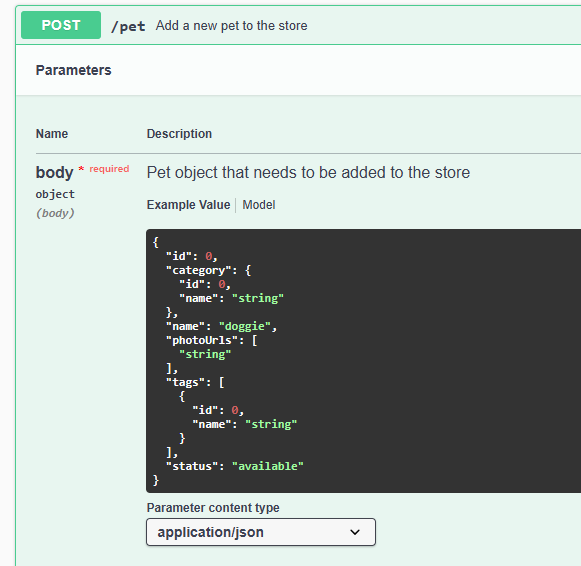 POST /pet Add a new pet to the store
Parameters
Name Description
body * required Pet object that needs to be added to the store
object
(body)
Example Value Model
{
  "id": 0,
  "category": {
    "id": 0,
    "name": "string"
  },
  "name": "doggie",
  "photoUrls": [
    "string"
  ],
  "tags": [
    {
      "id": 0,
      "name": "string"
    }
  ],
  "status": "available"
}
Parameter content type
application/json